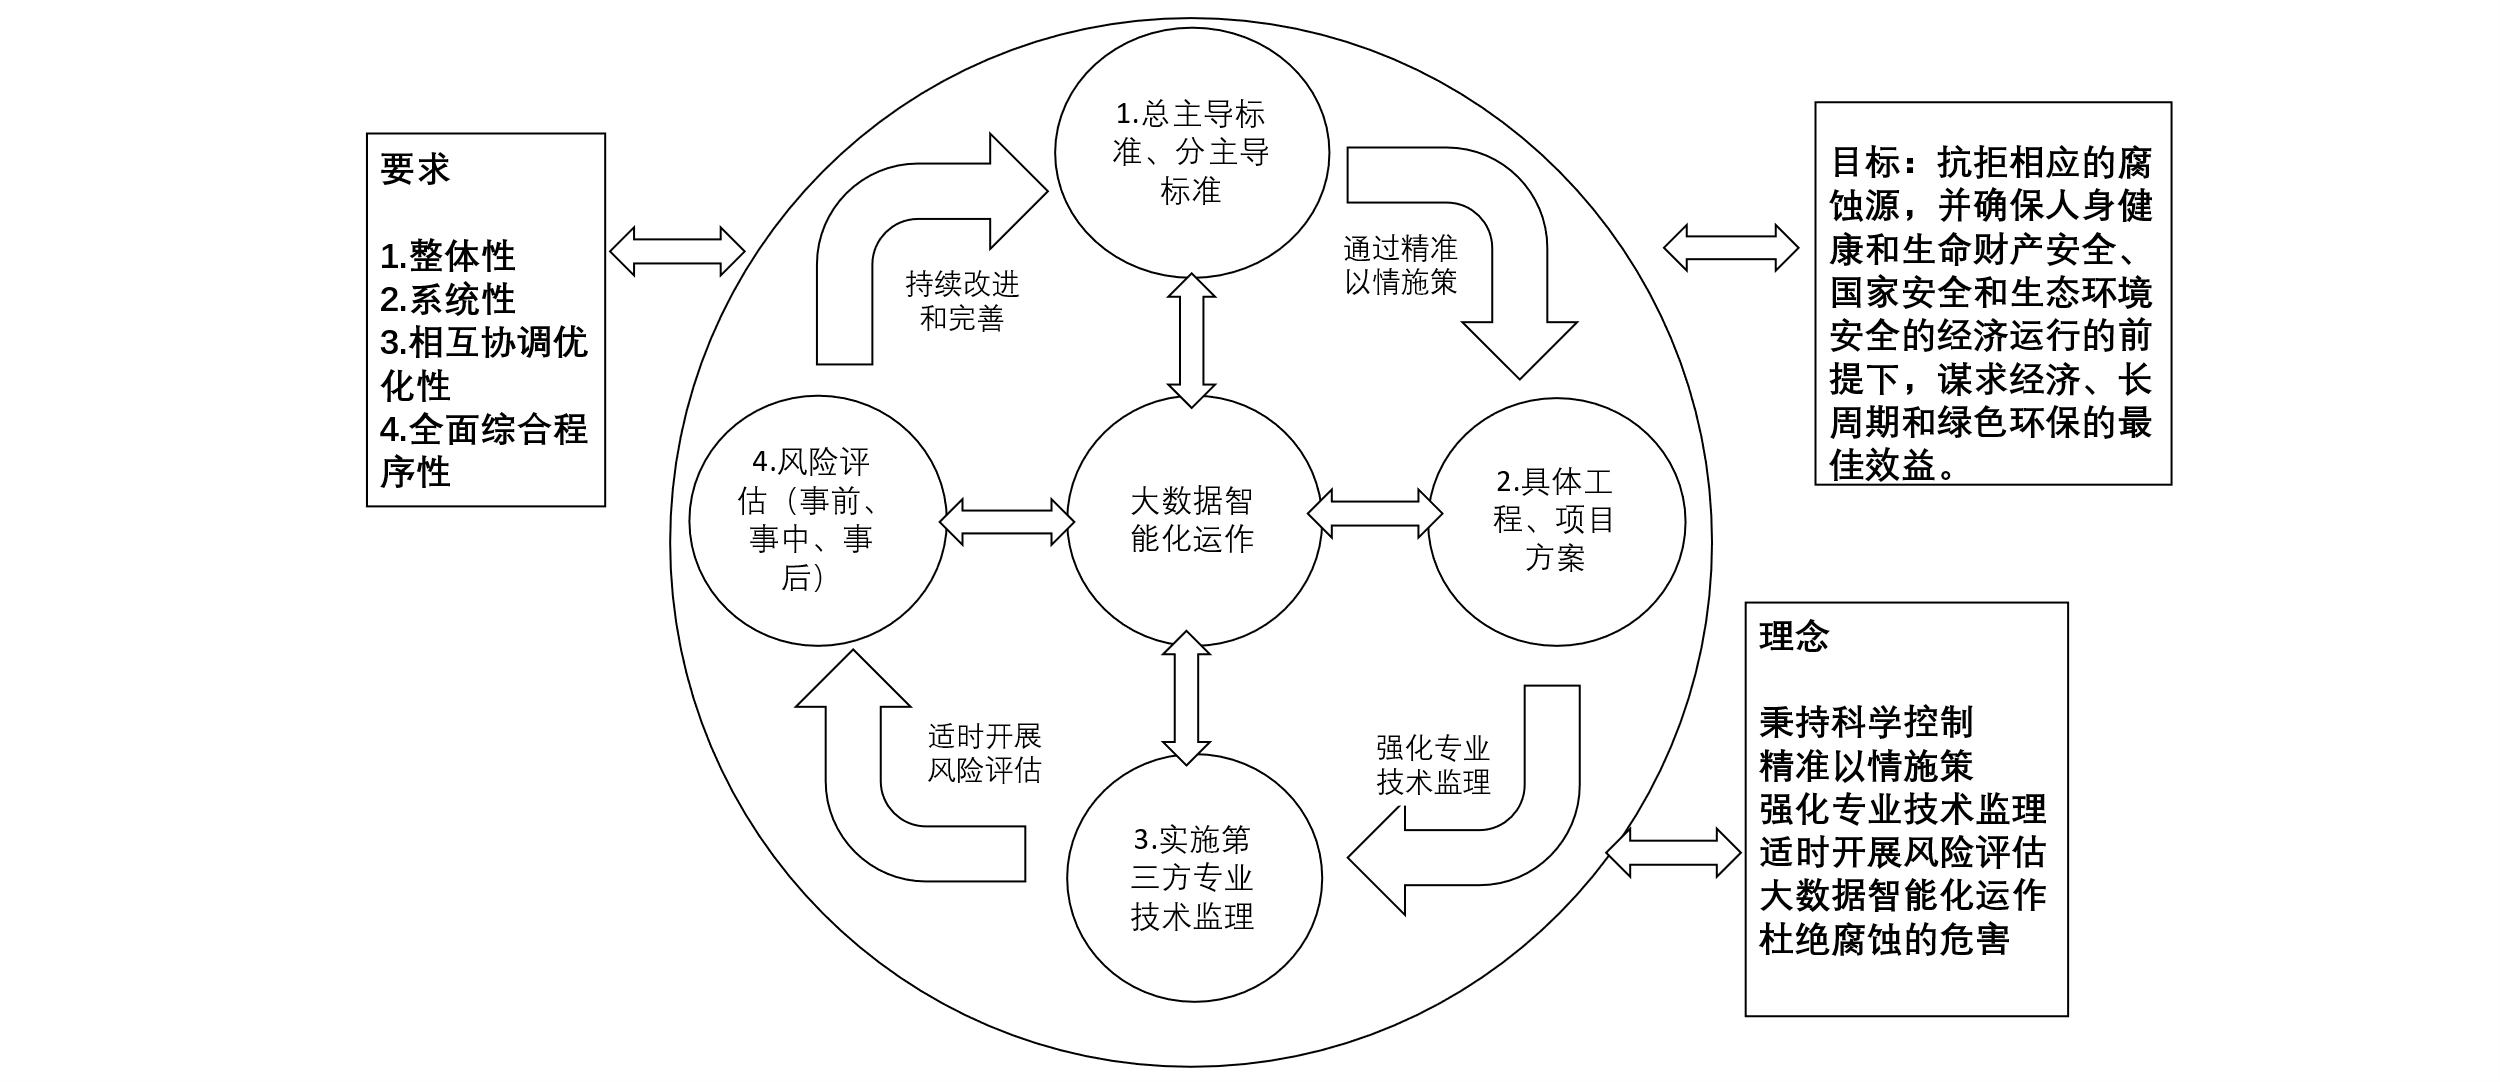 要求
1.整体性
2.系统性
3.相互协调优
化性
4.全面综合程
序性
1.总主导标
准、分主导
标准
持续改进
和完善
通过精准
以情施策
4.风险评
估（事前、
事中、事
后）
大数据智
能化运作
2.具体工
程、项目
方案
适时开展
风险评估
强化专业
技术监理
3.实施第
三方专业
技术监理
目标：抗拒相应的腐
蚀源，并确保人身健
康和生命财产安全、
国家安全和生态环境
安全的经济运行的前
提下，谋求经济、长
周期和绿色环保的最
佳效益。
理念
秉持科学控制
精准以情施策
强化专业技术监理
适时开展风险评估
大数据智能化运作
杜绝腐蚀的危害